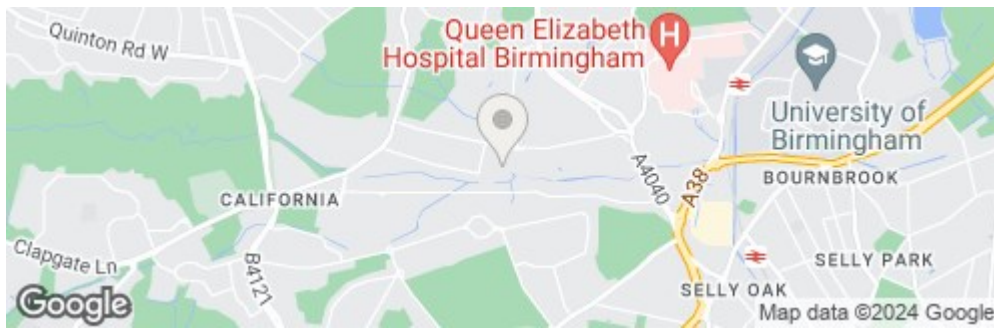 Quinton Rd W
Queen Elizabeth
Hospital Birmingham
H
University of
Birmingham
A4040
A38
BOURNBROOK
CALIFORNIA
Clapgate Ln
B4121
SELLY PARK
SELLY OAK
Google
Map data ©2024 Google